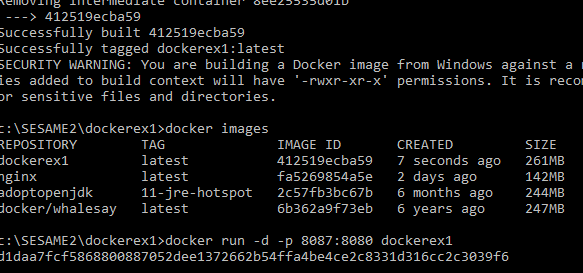 Removing intermediate container 8ee25535d01b
---> 412519ecba59
Successfully built 412519ecba59
Successfully tagged dockerex1:latest
SECURITY WARNING: You are building a Docker image from Windows against a
ies added to build context will have '-rwxr-xr-x' permissions. It is reco
or sensitive files and directories.
c:\SESAME2\dockerex1>docker images
REPOSITORY TAG IMAGE ID CREATED SIZE
dockerex1 latest 412519ecba59 7 seconds ago 261MB
nginx latest fa5269854a5e 2 days ago 142MB
adoptopenjdk 11-jre-hotspot 2c57fb3bc67b 6 months ago 244MB
docker/whalesay latest 6b362a9f73eb 6 years ago 247MB
c:\SESAME2\dockerex1>docker run -d -p 8087:8080 dockerex1
d1daa7fcf5868800887052dee1372662b54ffa4be4ce2c8331d316cc2c3039f6